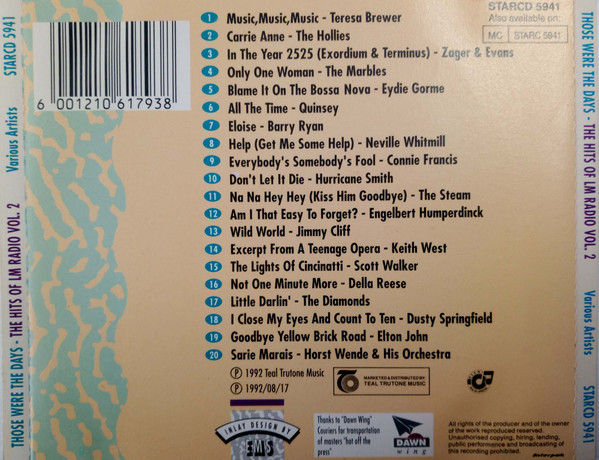 STARCD 5941
Also available on:
MC STARC 5941
6 001210 617938
1 Music,Music,Music - Teresa Brewer
2 Carrie Anne - The Hollies
3 In The Year 2525 (Exordium & Terminus) - Zager & Evans
4 Only One Woman - The Marbles
5 Blame It On The Bossa Nova - Eydie Gorme
6 All The Time - Quinsey
7 Eloise - Barry Ryan
8 Help (Get Me Some Help) - Neville Whitmill
9 Everybody's Somebody's Fool - Connie Francis
10 Don't Let It Die - Hurricane Smith
11 Na Na Hey Hey (Kiss Him Goodbye) - The Steam
12 Am I That Easy To Forget? - Engelbert Humperdinck
13 Wild World - Jimmy Cliff
14 Excerpt From A Teenage Opera - Keith West
15 The Lights Of Cincinatti - Scott Walker
16 Not One Minute More - Della Reese
17 Little Darlin' - The Diamonds
18 I Close My Eyes And Count To Ten - Dusty Springfield
19 Goodbye Yellow Brick Road - Elton John
20 Sarie Marais - Horst Wende & His Orchestra
℗ 1992 Teal Trutone Music
℗ 1992/08/17
MARKETED & DISTRIBUTED BY:
TEAL TRUTONE MUSIC
INLAY DESIGN BY
EMS
Thanks to "Dawn Wing"
Couriers for transportation
of masters "hot off the
press"
DAWN
wing
All rights of the producer and of the owner
of the work reproduced reserved.
Unauthorised copying, hiring, lending,
public performance and broadcasting of
this recording prohibited.
THOSE WERE THE DAYS - THE HITS OF LM RADIO VOL. 2 Various Artists STARCD 5941
THOSE WERE THE DAYS - THE HITS OF LM RADIO VOL. 2 Various Artists STARCD 5941